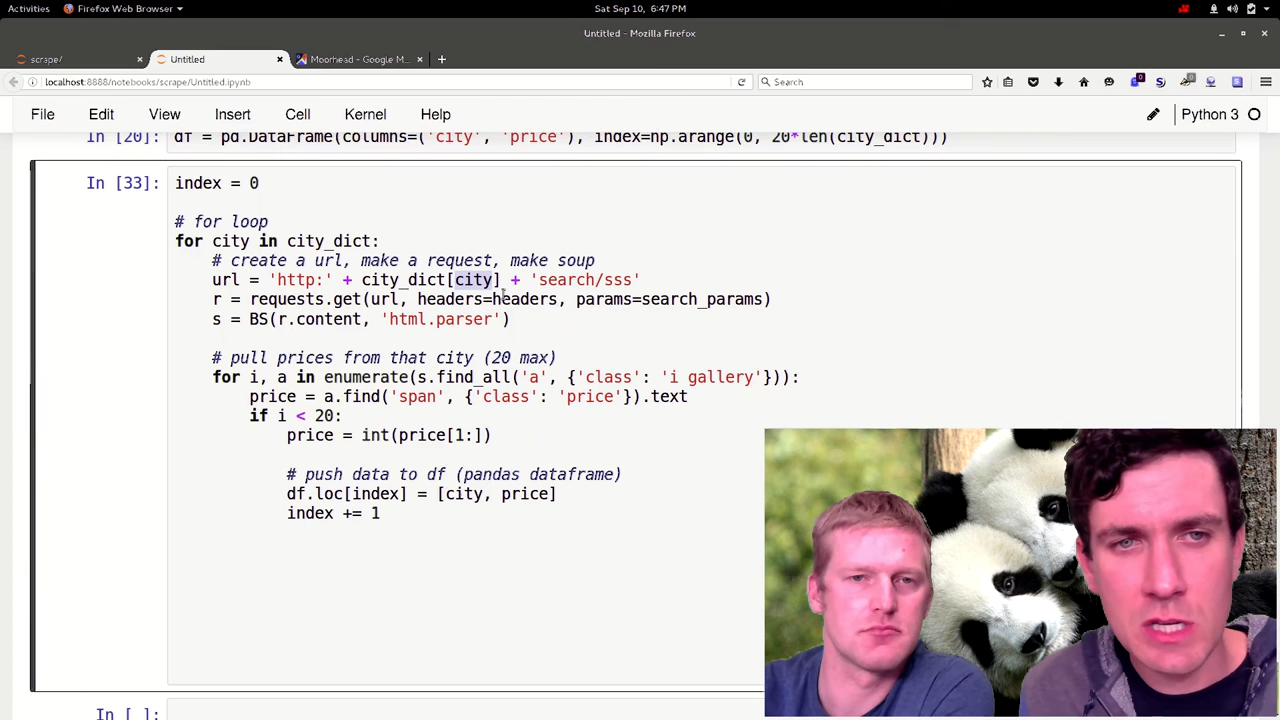 Activities Firefox Web Browser Sat Sep 10, 6:47 PM
Untitled - Mozilla Firefox
scrape/ Untitled Moorhead - Google M...
localhost:8888/notebooks/scrape/Untitled.ipynb Search
File Edit View Insert Cell Kernel Help Python 3
In [20]: df = pd.DataFrame(columns=('city', 'price'), index=np.arange(0, 20*len(city_dict)))
In [33]: index = 0
# for loop
for city in city_dict:
# create a url, make a request, make soup
url = 'http:' + city_dict[city] + 'search/sss'
r = requests.get(url, headers=headers, params=search_params)
s = BS(r.content, 'html.parser')
# pull prices from that city (20 max)
for i, a in enumerate(s.find_all('a', {'class': 'i gallery'})):
price = a.find('span', {'class': 'price'}).text
if i < 20:
price = int(price[1:])
# push data to df (pandas dataframe)
df.loc[index] = [city, price]
index += 1
In [ ]: